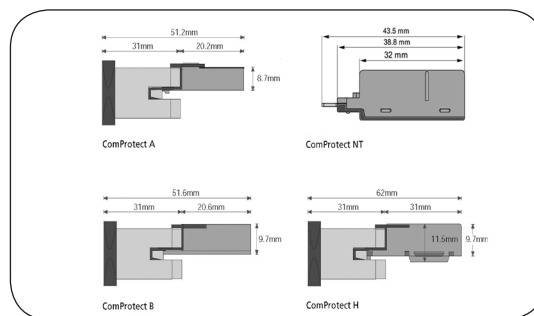 51.2mm
31mm
20.2mm
8.7mm
ComProtect A
43.5 mm
38.8 mm
32 mm
ComProtect NT
51.6mm
31mm
20.6mm
9.7mm
ComProtect B
62mm
31mm
31mm
11.5mm
9.7mm
ComProtect H